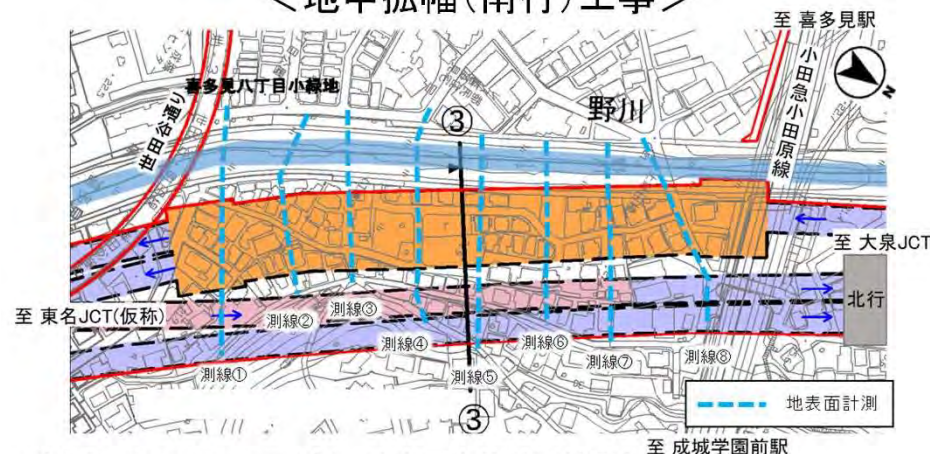 ＜地中拡幅(南行)工事＞
至 喜多見駅
喜多見八丁目小緑地
世田谷通り
③
野川
小田急小田原線
N
至 大泉JCT
北行
至 東名JCT(仮称)
測線①
測線②
測線③
測線④
測線⑤
測線⑥
測線⑦
測線⑧
③
地表面計測
至 成城学園前駅